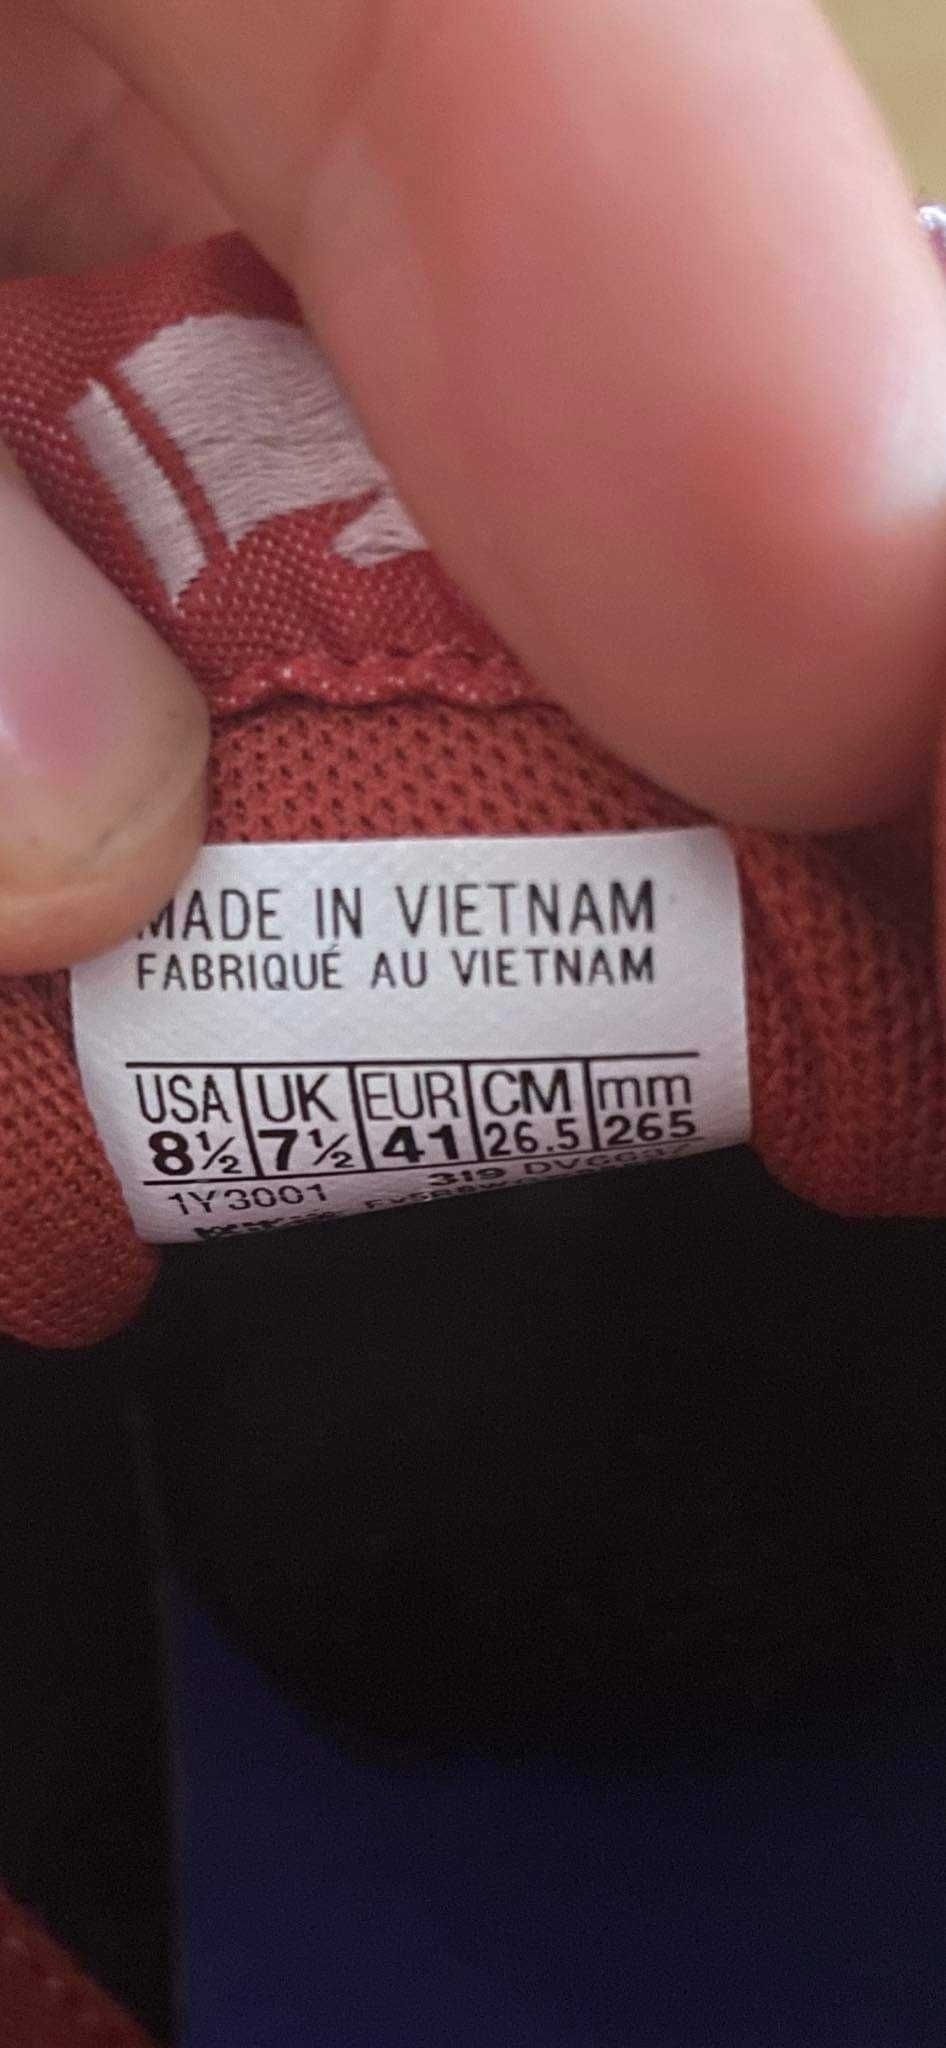 MADE IN VIETNAM
FABRIQUÉ AU VIETNAM
USA UK EUR CM mm
8½ 7½ 41 26.5 265
1Y3001 319